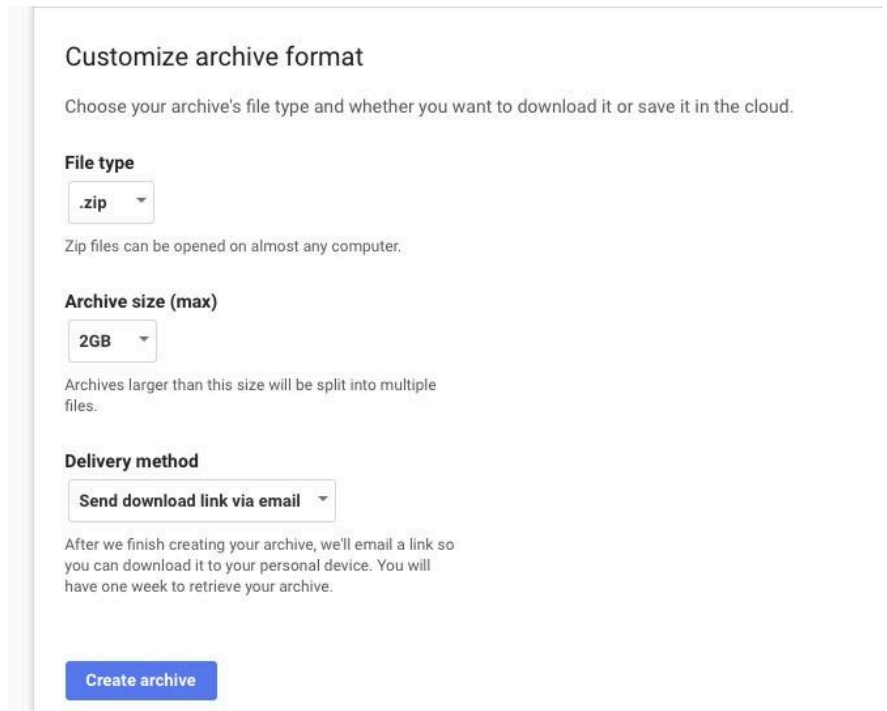 Customize archive format
Choose your archive's file type and whether you want to download it or save it in the cloud.
File type
.zip
Zip files can be opened on almost any computer.
Archive size (max)
2GB
Archives larger than this size will be split into multiple
files.
Delivery method
Send download link via email
After we finish creating your archive, we'll email a link so
you can download it to your personal device. You will
have one week to retrieve your archive.
Create archive